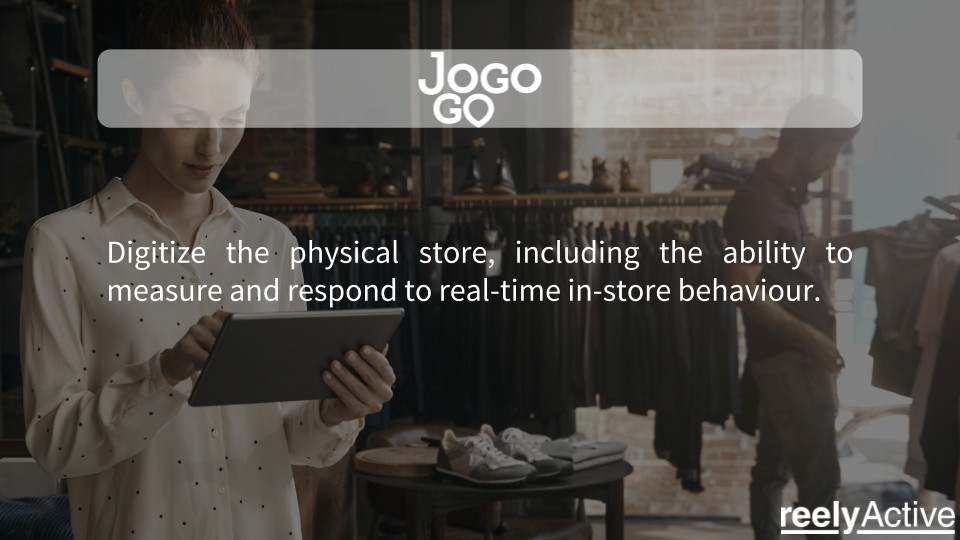 JOGO
GO
Digitize the physical store, including the ability to
measure and respond to real-time in-store behaviour.
reelyActive